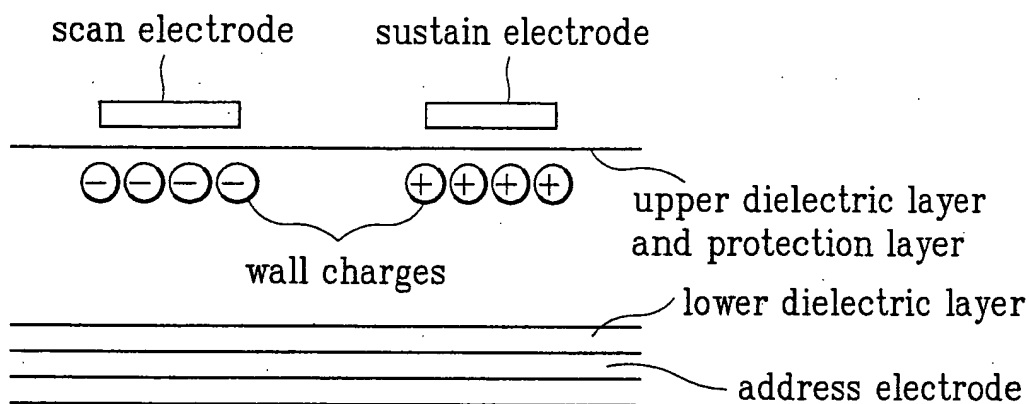 scan electrode
sustain electrode
− − − −
+ + + +
upper dielectric layer
and protection layer
wall charges
lower dielectric layer
address electrode